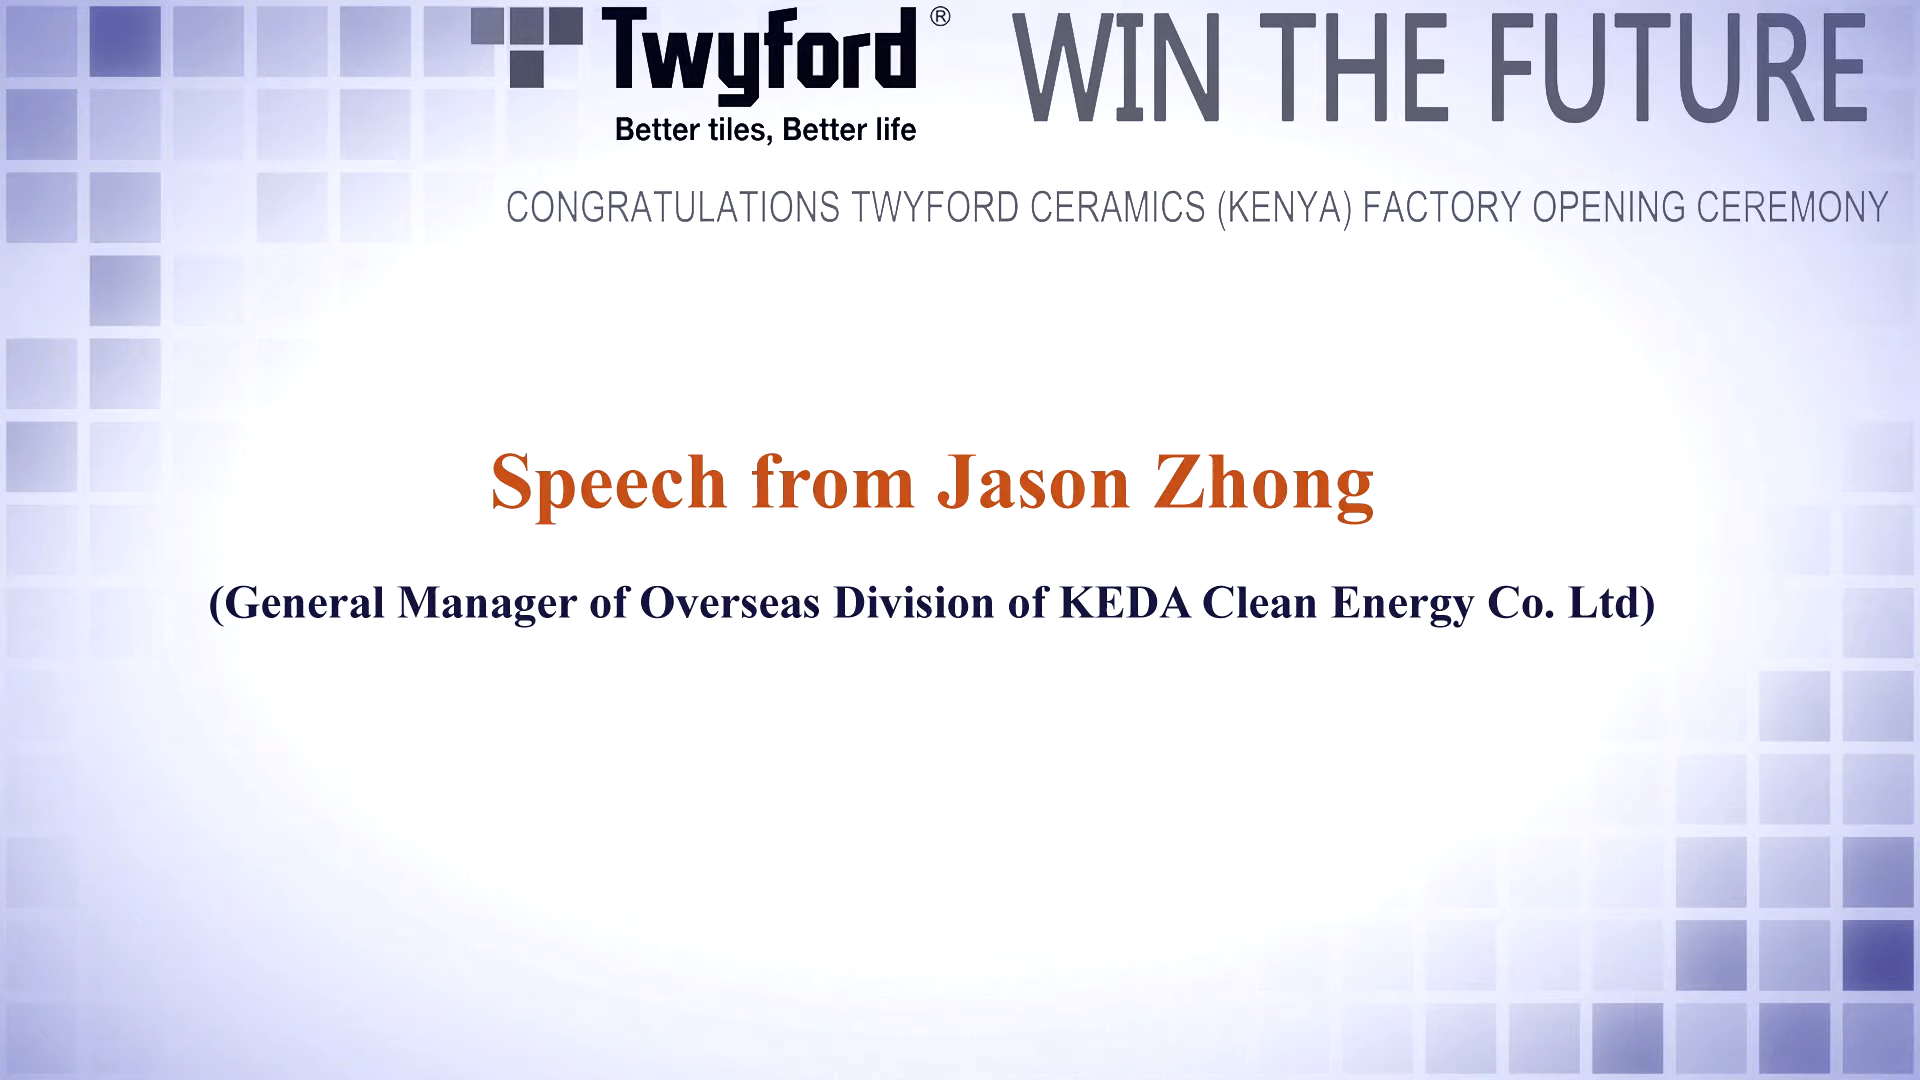 Twyford®
Better tiles, Better life
WIN THE FUTURE
CONGRATULATIONS TWYFORD CERAMICS (KENYA) FACTORY OPENING CEREMONY
Speech from Jason Zhong
(General Manager of Overseas Division of KEDA Clean Energy Co. Ltd)